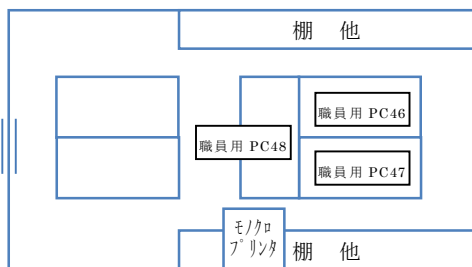 棚　他
職員用 PC46
職員用 PC48
職員用 PC47
ﾓﾉｸﾛ
ﾌﾟﾘﾝﾀ
棚　他